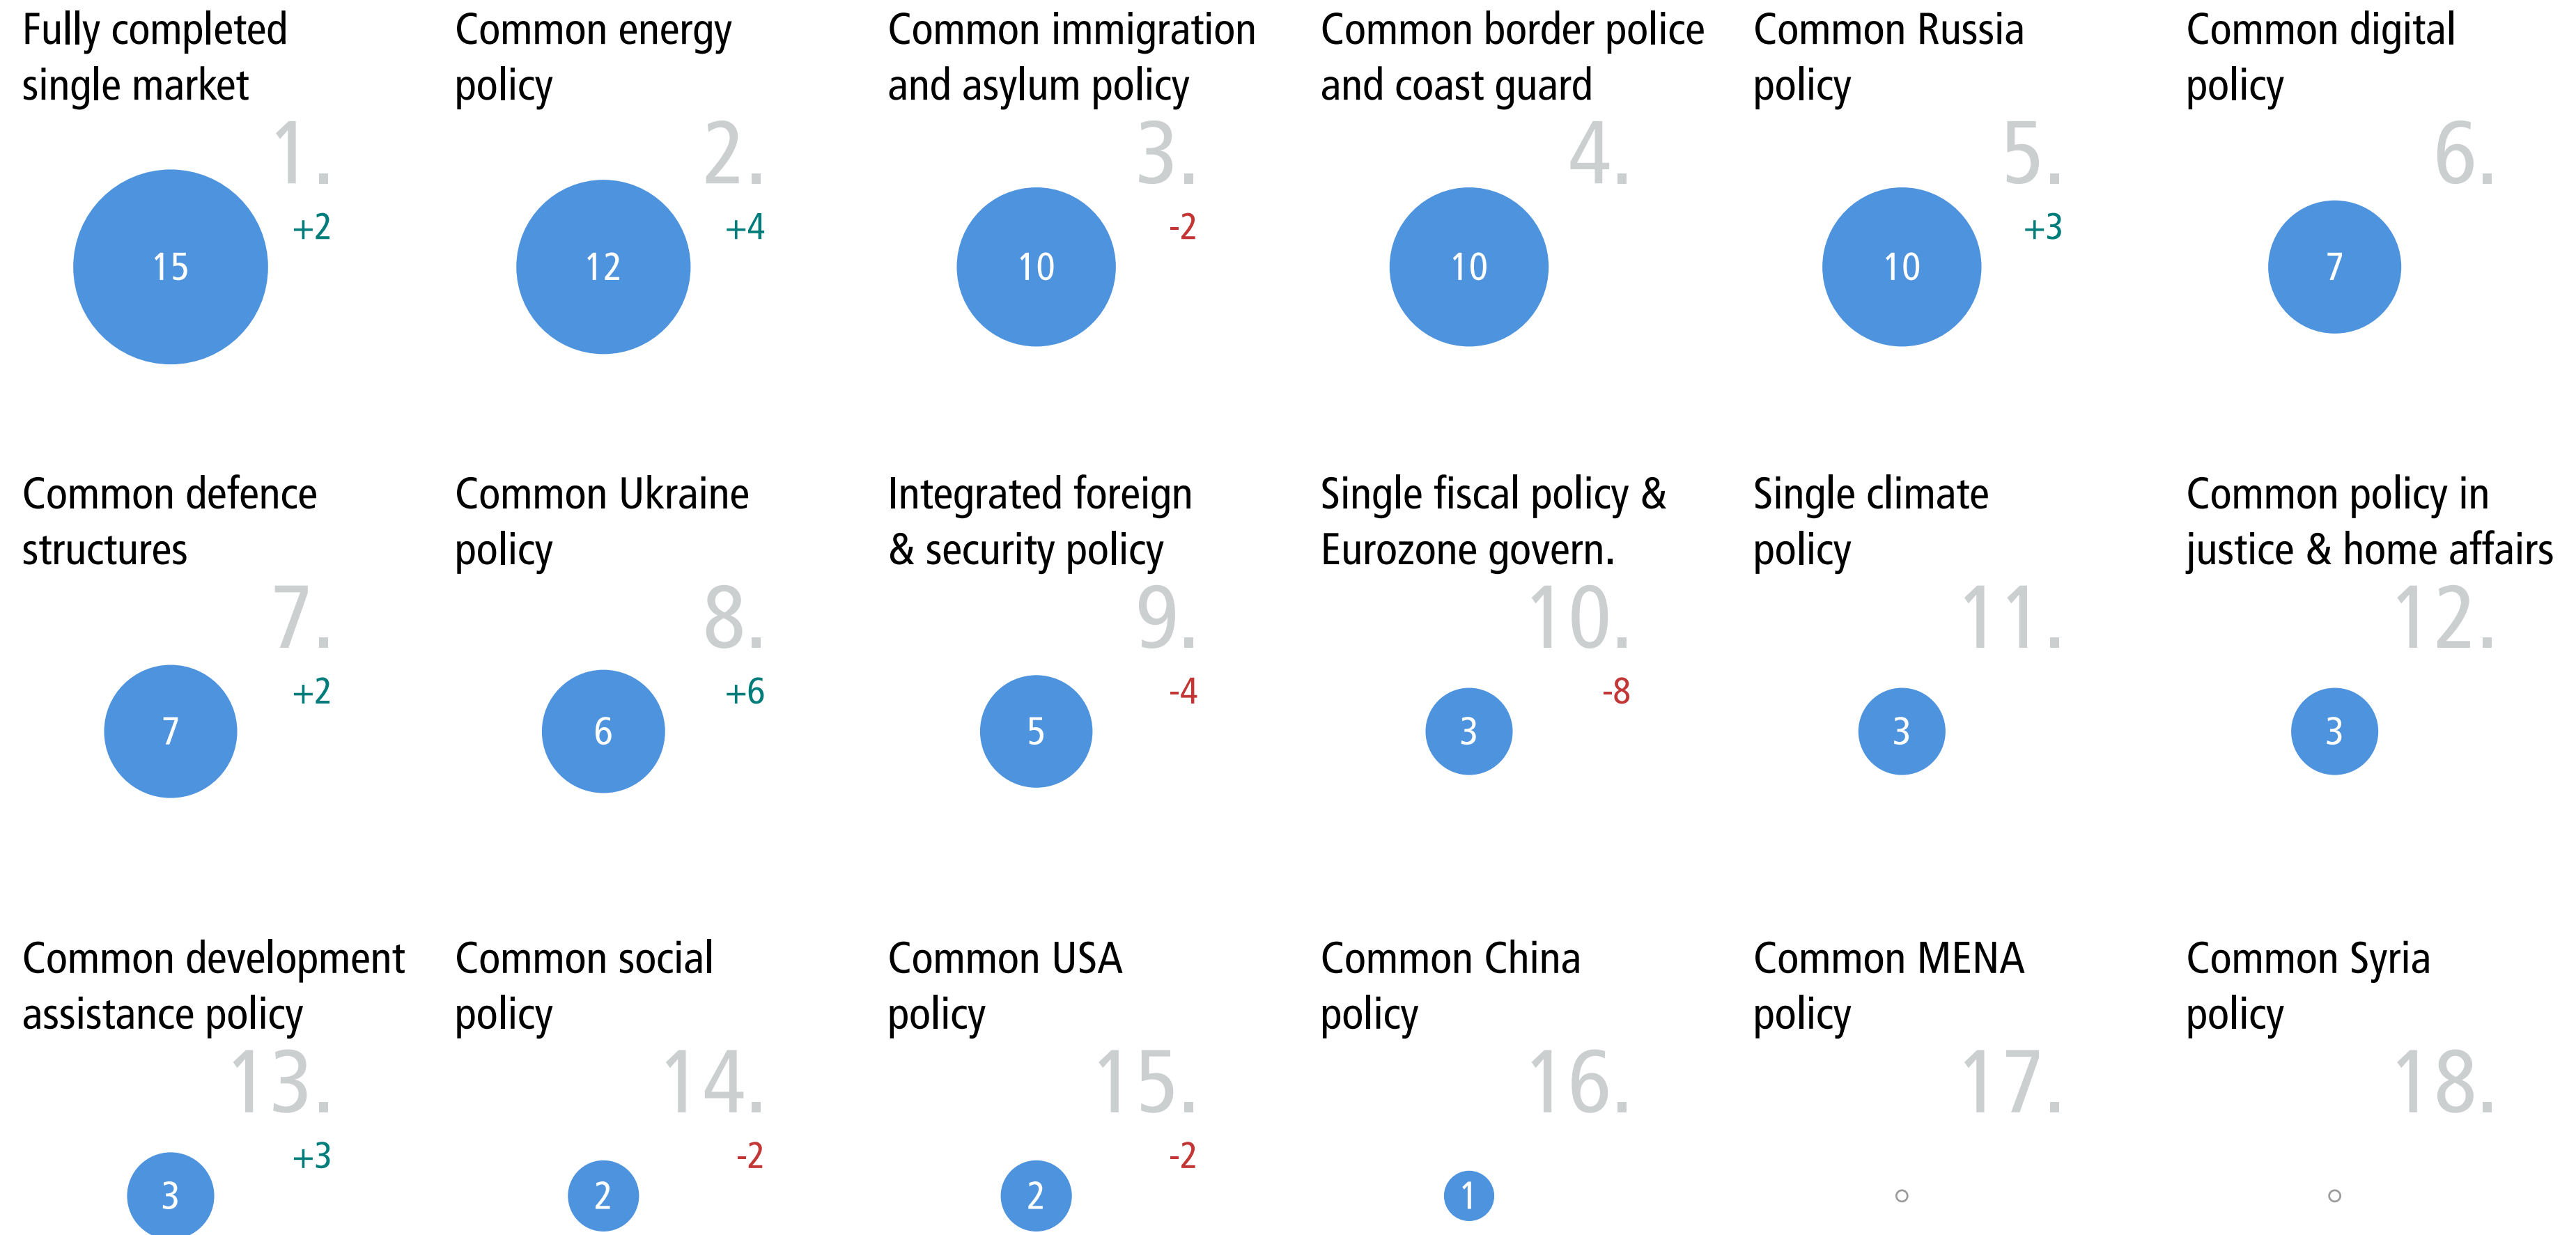 Fully completed
single market
1.
+2
15
Common energy
policy
2.
+4
12
Common immigration
and asylum policy
3.
-2
10
Common border police
and coast guard
4.
10
Common Russia
policy
5.
+3
10
Common digital
policy
6.
7
Common defence
structures
7.
+2
7
Common Ukraine
policy
8.
+6
6
Integrated foreign
& security policy
9.
-4
5
Single fiscal policy &
Eurozone govern.
10.
-8
3
Single climate
policy
11.
3
Common policy in
justice & home affairs
12.
3
Common development
assistance policy
13.
+3
3
Common social
policy
14.
-2
2
Common USA
policy
15.
-2
2
Common China
policy
16.
1
Common MENA
policy
17.
Common Syria
policy
18.